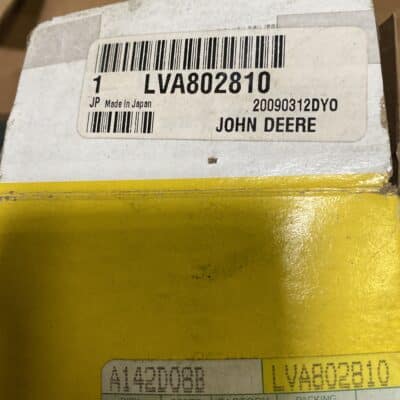 1 LVA802810
JP Made in Japan 20090312DYO
JOHN DEERE
A142D08B LVA802810